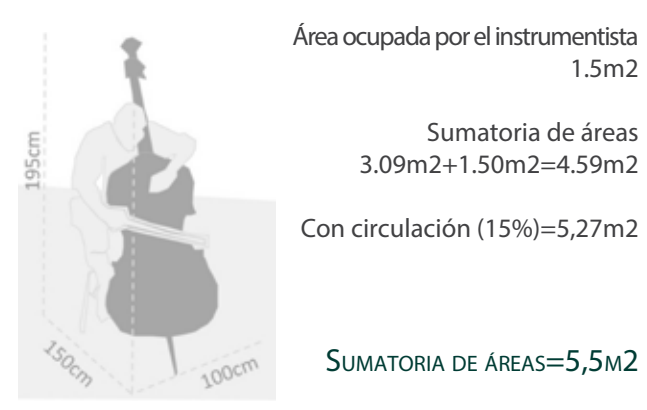 Área ocupada por el instrumentista
1.5m2
Sumatoria de áreas
3.09m2+1.50m2=4.59m2
Con circulación (15%)=5,27m2
195cm
150cm
100cm
SUMATORIA DE ÁREAS=5,5M2